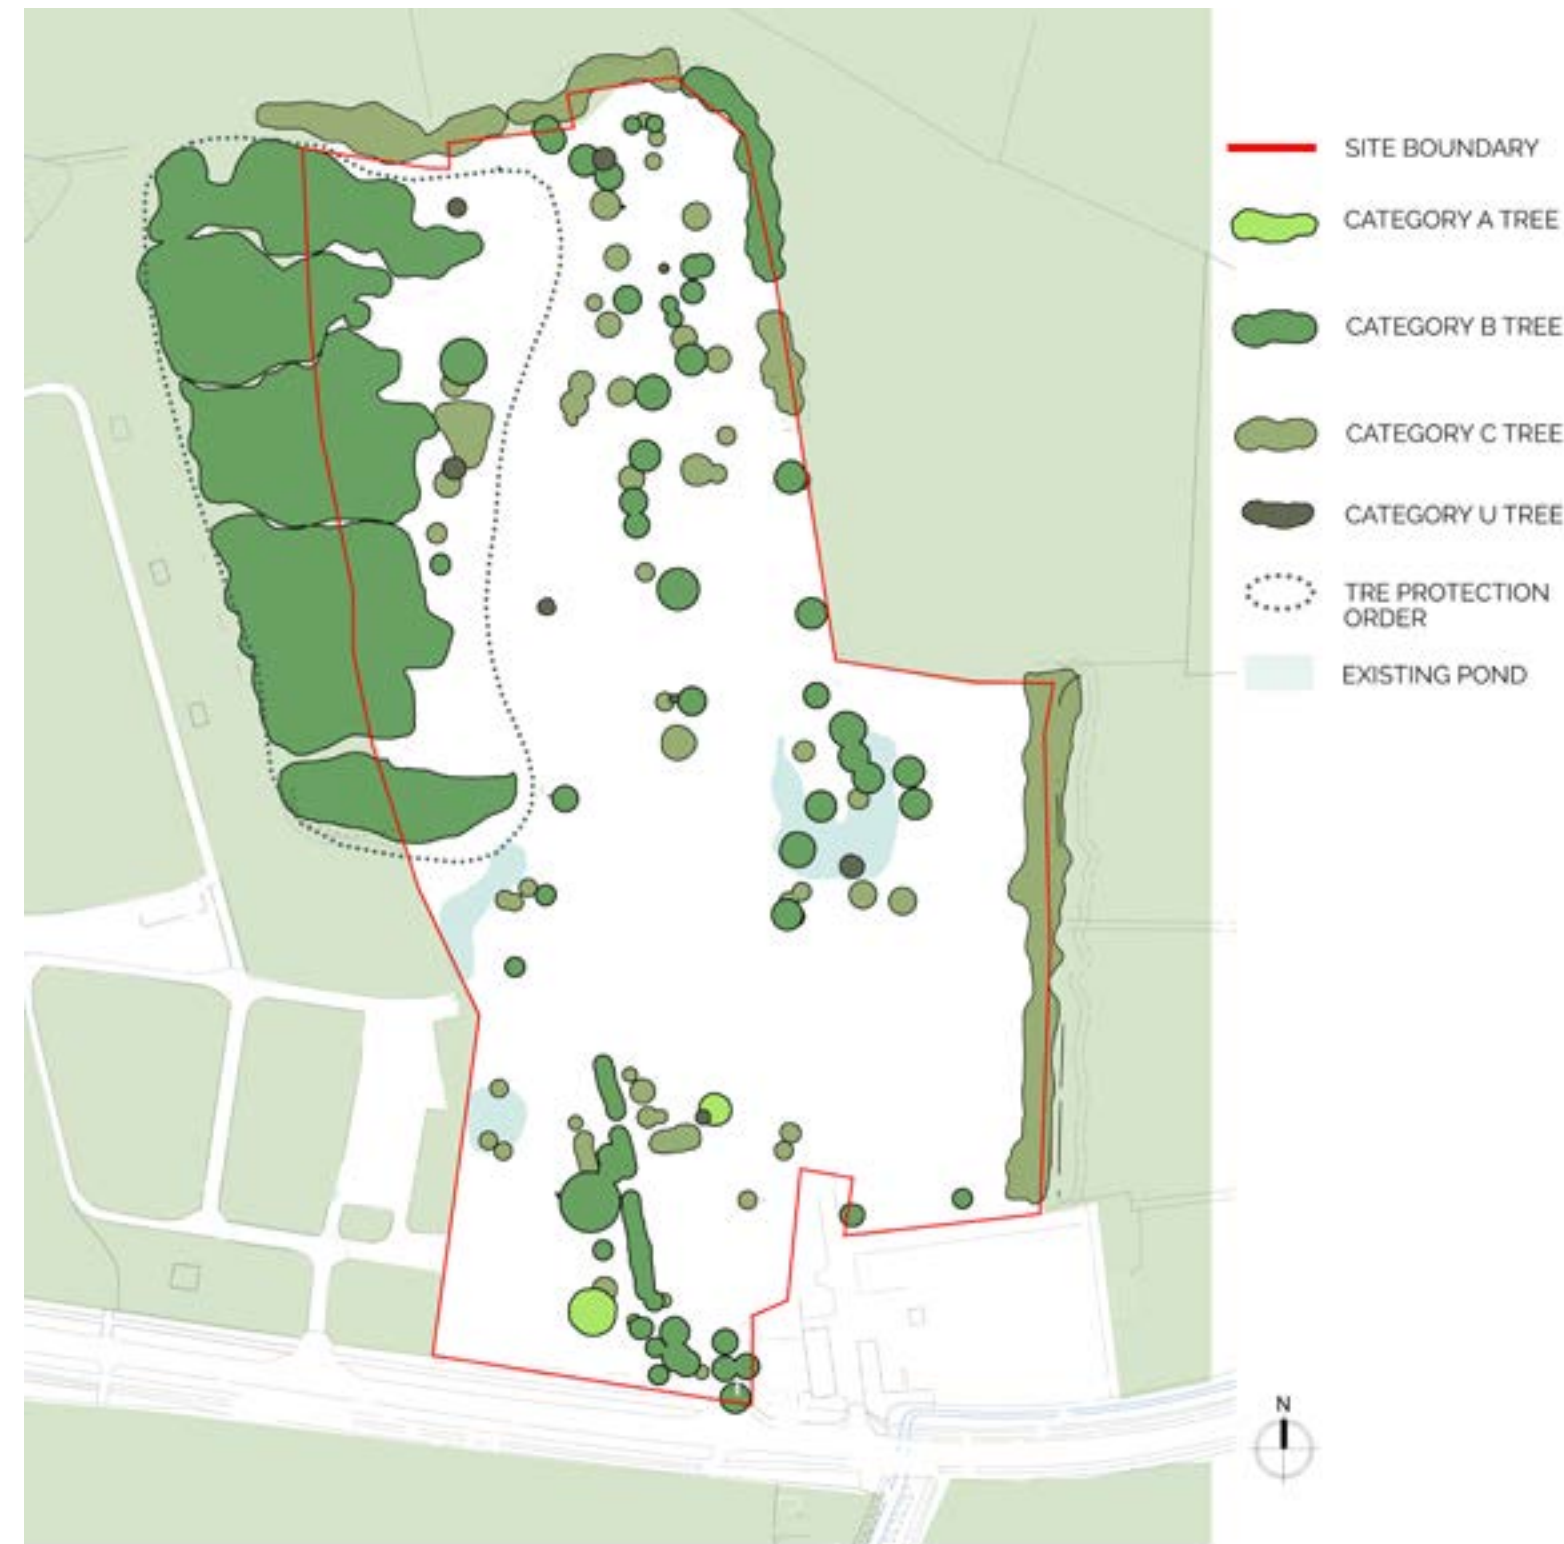 SITE BOUNDARY
CATEGORY A TREE
CATEGORY B TREE
CATEGORY C TREE
CATEGORY U TREE
TRE PROTECTION
ORDER
EXISTING POND
N